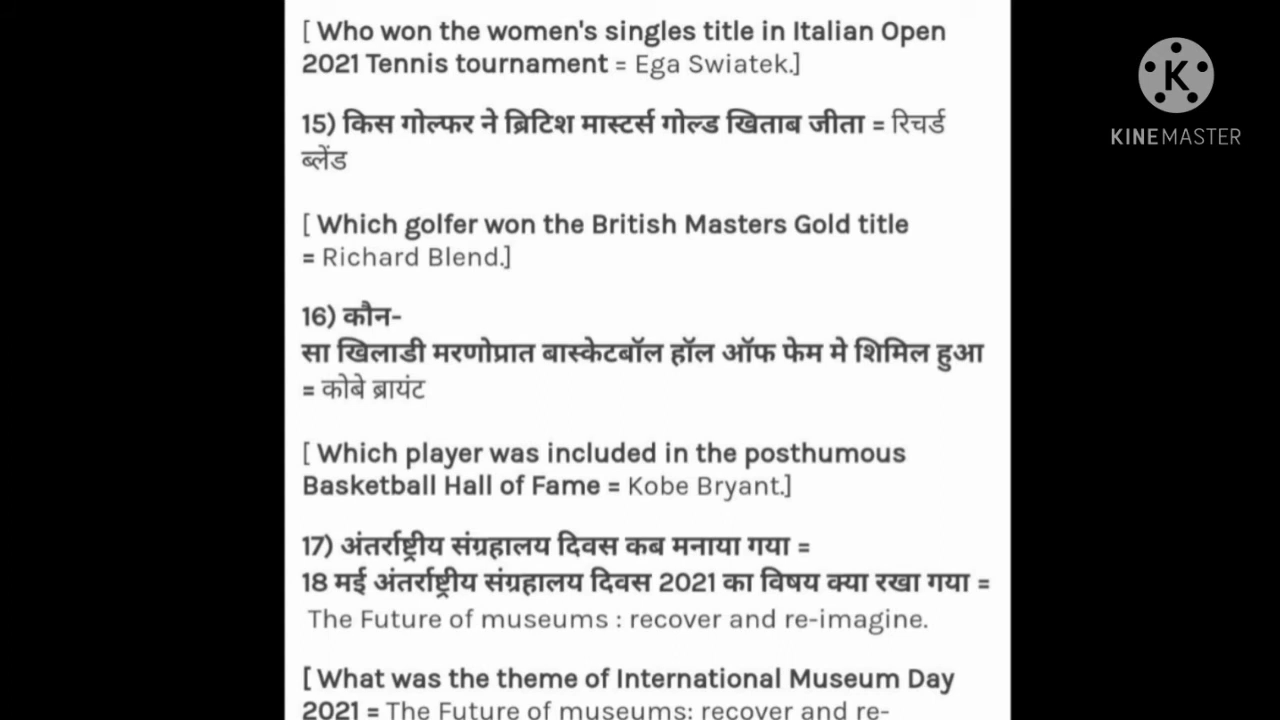 [ Who won the women's singles title in Italian Open
2021 Tennis tournament = Ega Swiatek.]
15) किस गोल्फर ने ब्रिटिश मास्टर्स गोल्ड खिताब जीता = रिचर्ड
ब्लेंड
[ Which golfer won the British Masters Gold title
= Richard Blend.]
16) कौन-
सा खिलाडी मरणोप्रात बास्केटबॉल हॉल ऑफ फेम मे शिमिल हुआ
= कोबे ब्रायंट
[ Which player was included in the posthumous
Basketball Hall of Fame = Kobe Bryant.]
17) अंतर्राष्ट्रीय संग्रहालय दिवस कब मनाया गया =
18 मई अंतर्राष्ट्रीय संग्रहालय दिवस 2021 का विषय क्या रखा गया =
The Future of museums : recover and re-imagine.
[ What was the theme of International Museum Day
2021 = The Future of museums: recover and re-
K
KINEMASTER